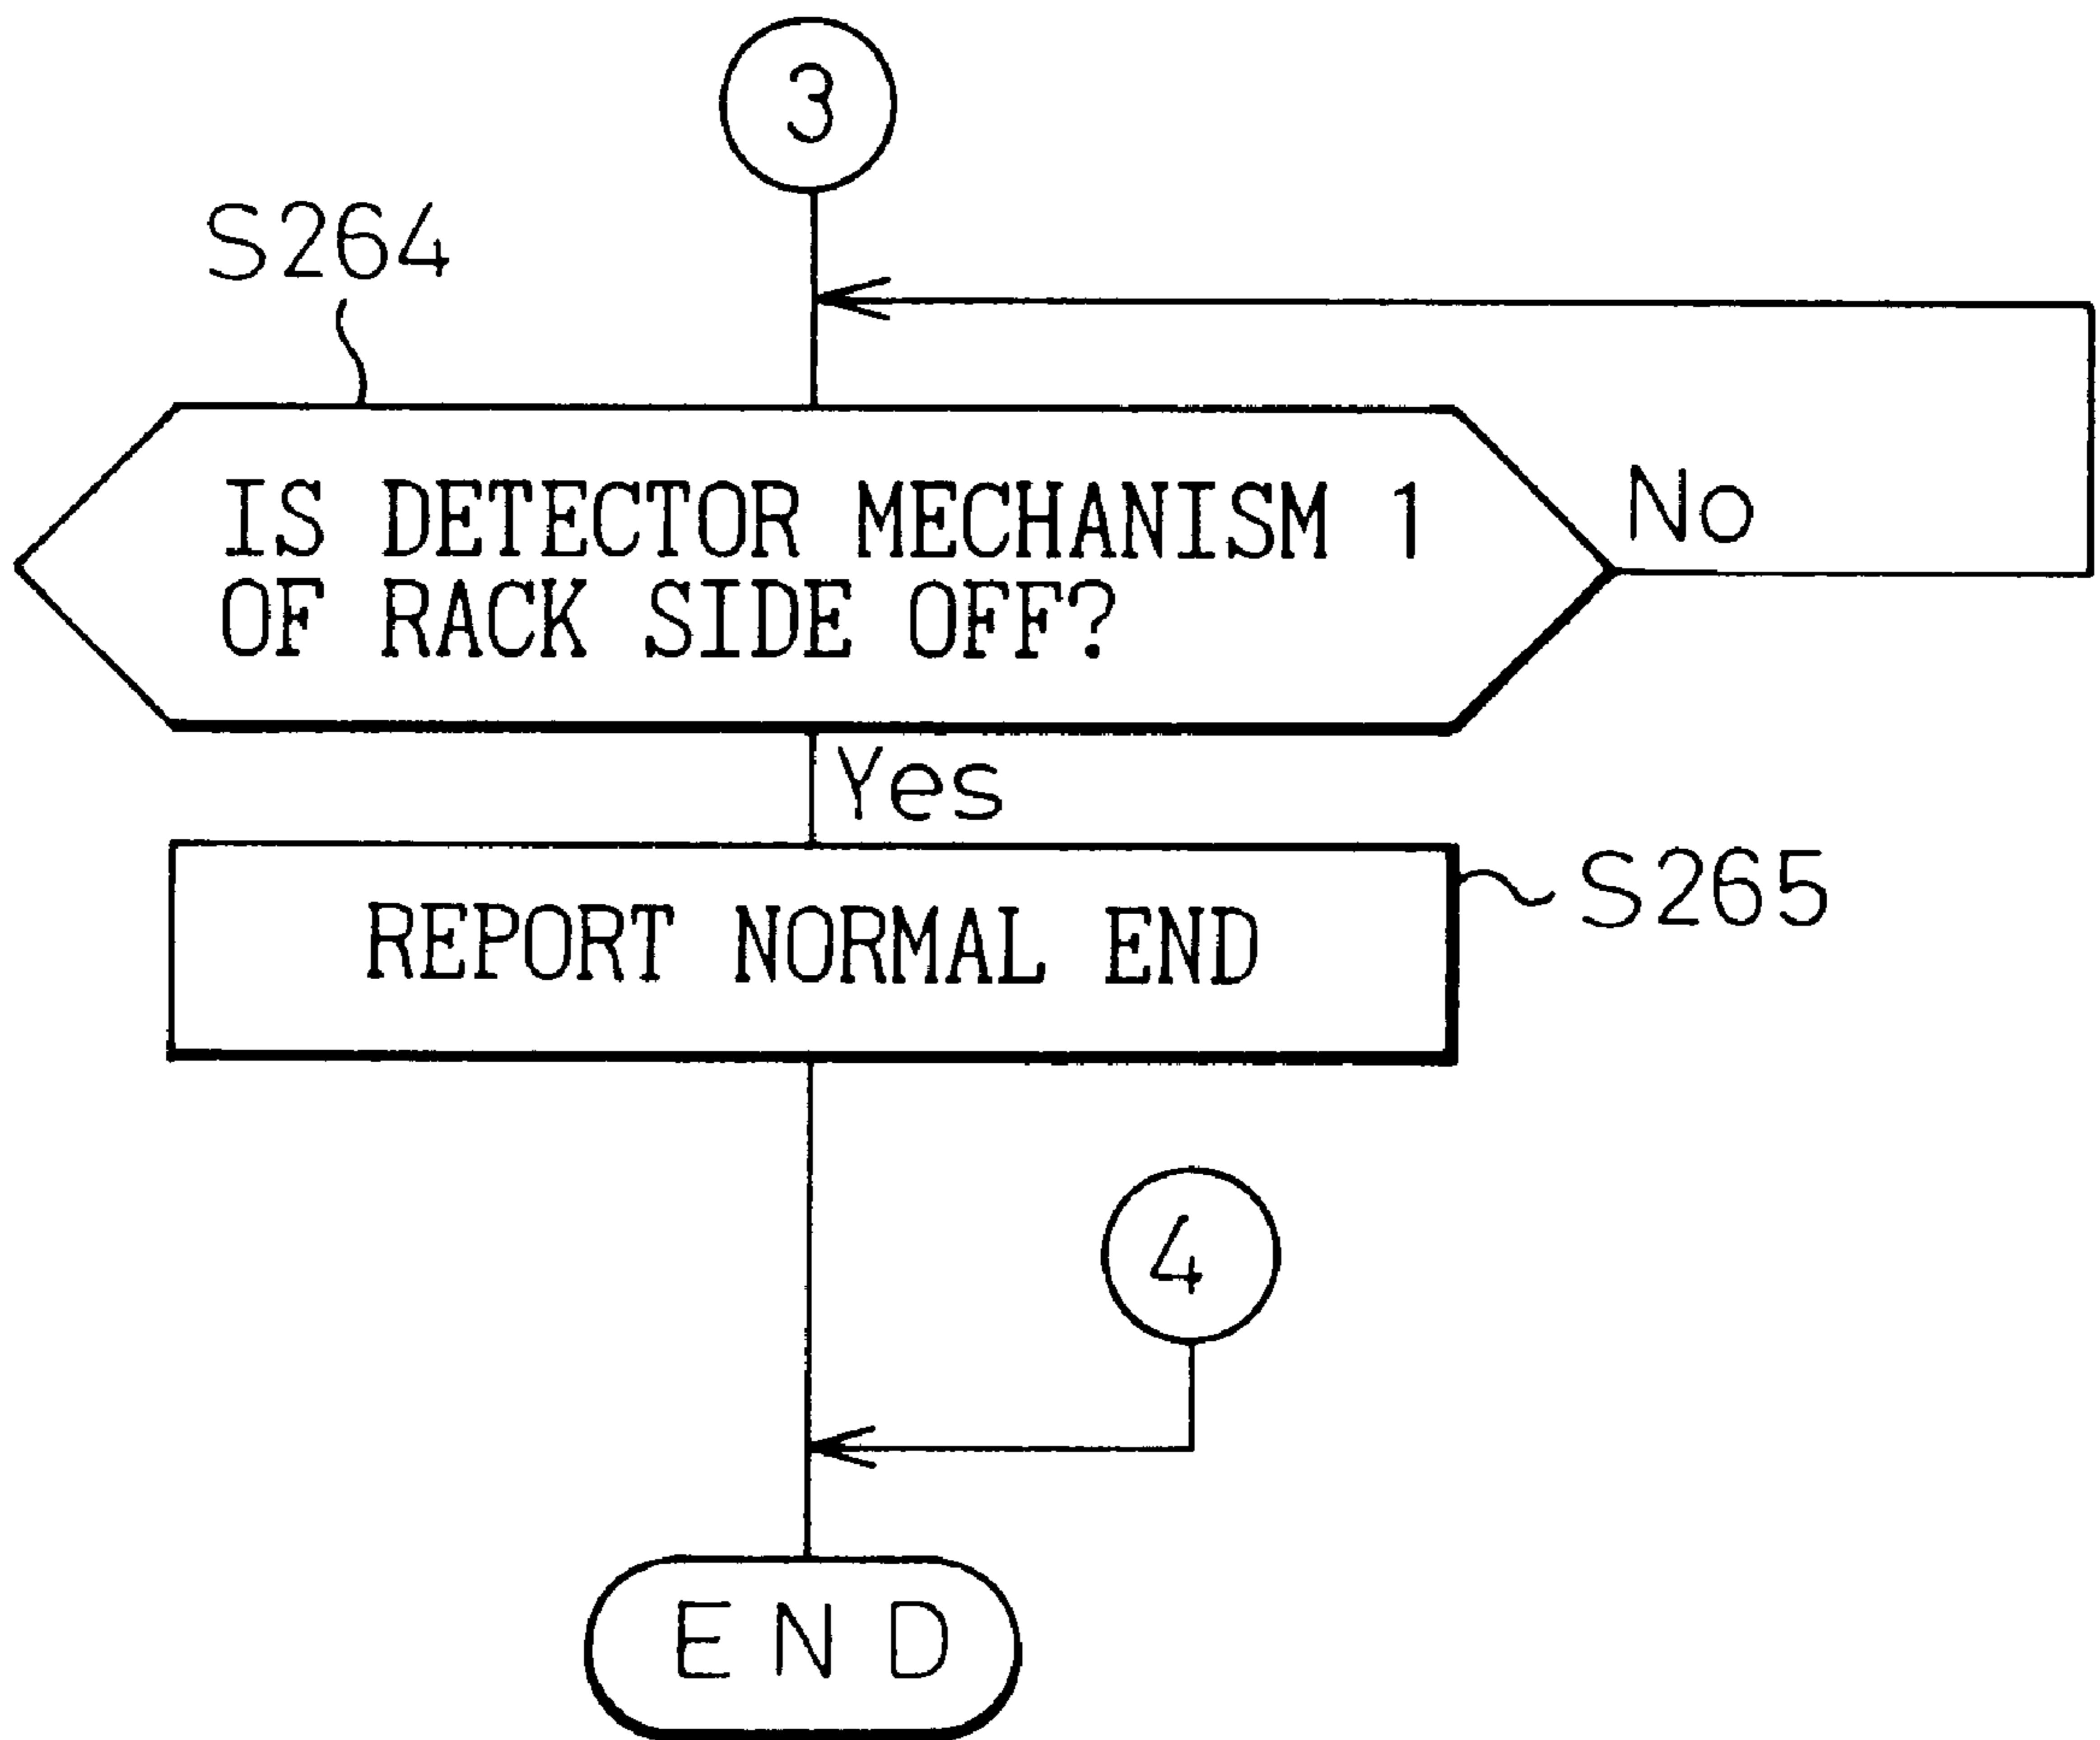 3
S264
IS DETECTOR MECHANISM 1
OF RACK SIDE OFF?
No
Yes
REPORT NORMAL END
S265
4
END